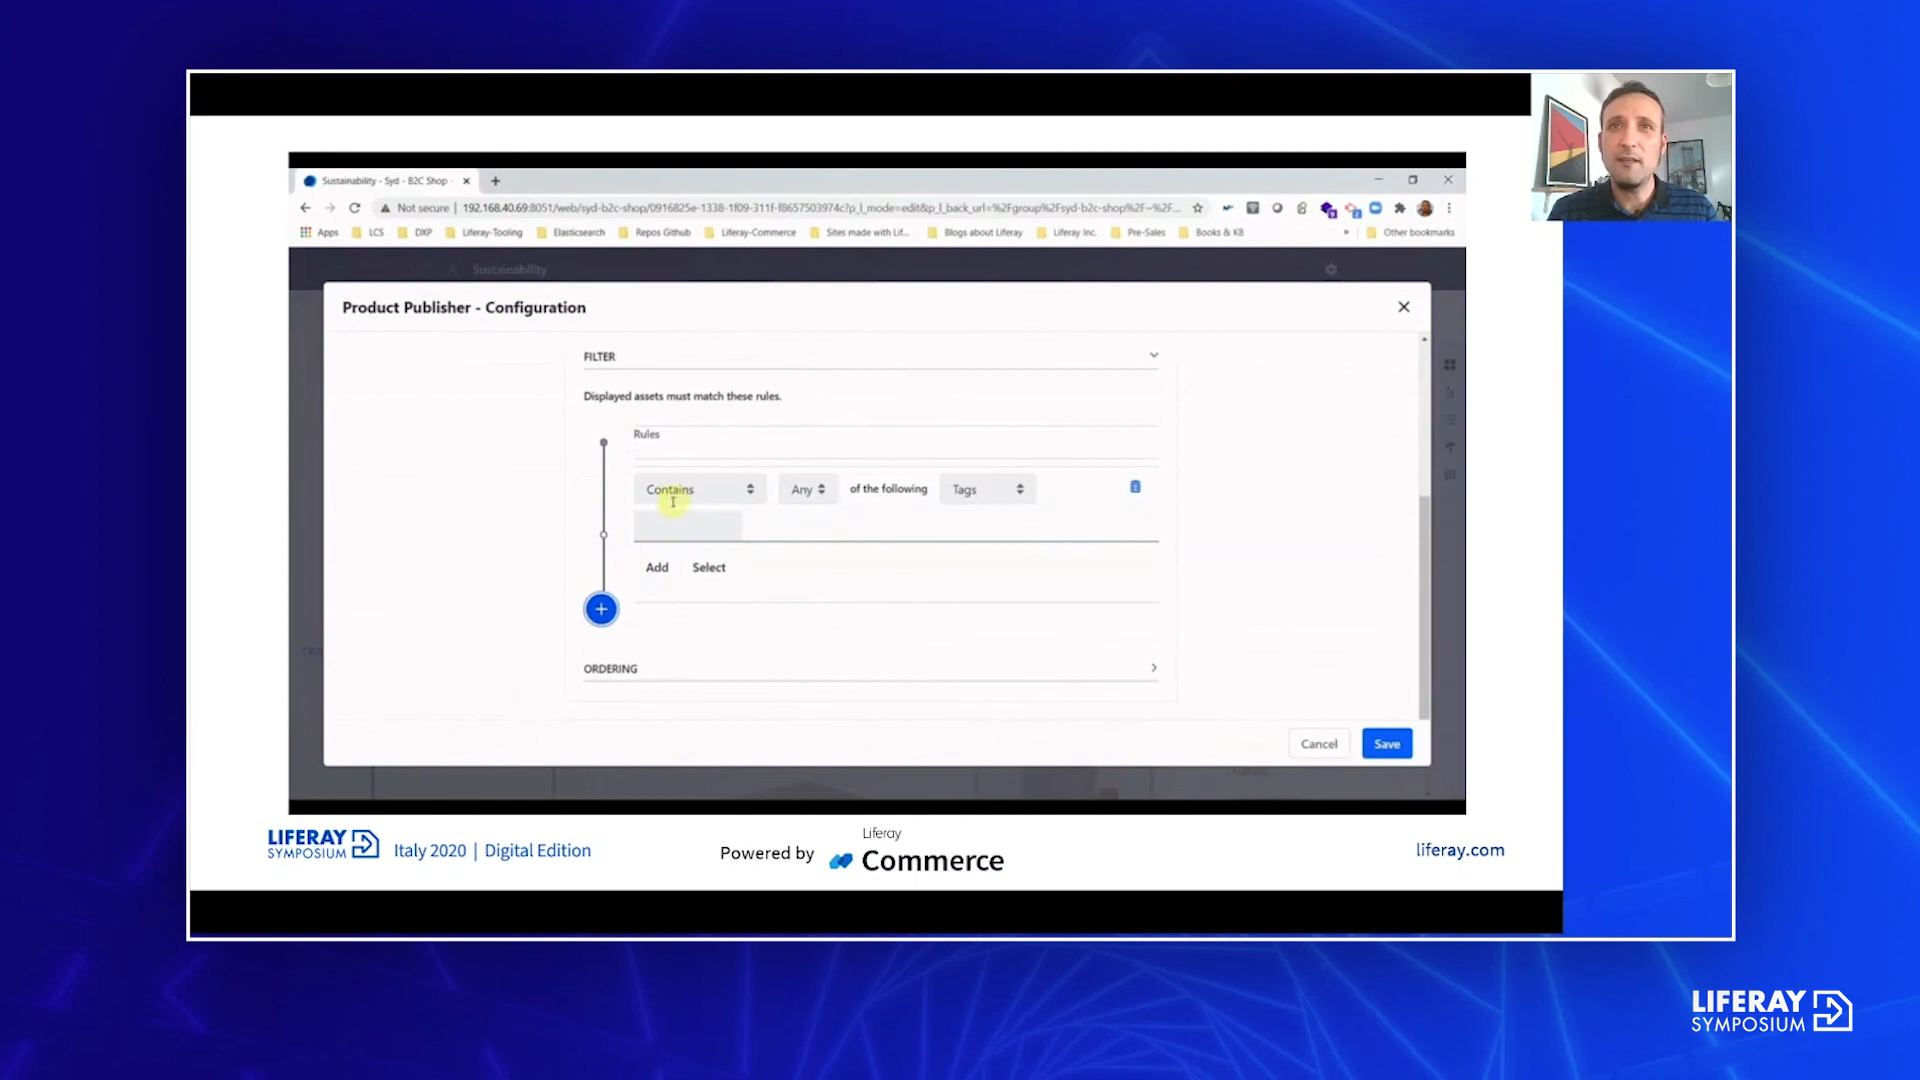 Sustainability - Syd - B2C Shop
Not secure | 192.168.40.69:8051/web/syd-b2c-shop/0916825e-1338-1f09-311f-f8657503974c?p_l_mode=edit&p_l_back_url=%2Fgroup%2Fsyd-b2c-shop%2F~%2F...
Apps LCS DXP Liferay-Tooling Elasticsearch Repos Github Liferay-Commerce Sites made with Lif... Blogs about Liferay Liferay Inc. Pre-Sales Books & KB » Other bookmarks
Sustainability
Product Publisher - Configuration
FILTER
Displayed assets must match these rules.
Rules
Contains Any of the following Tags
Add Select
ORDERING
Cancel Save
LIFERAY
SYMPOSIUM
Italy 2020 | Digital Edition
Powered by
Liferay
Commerce
liferay.com
LIFERAY
SYMPOSIUM